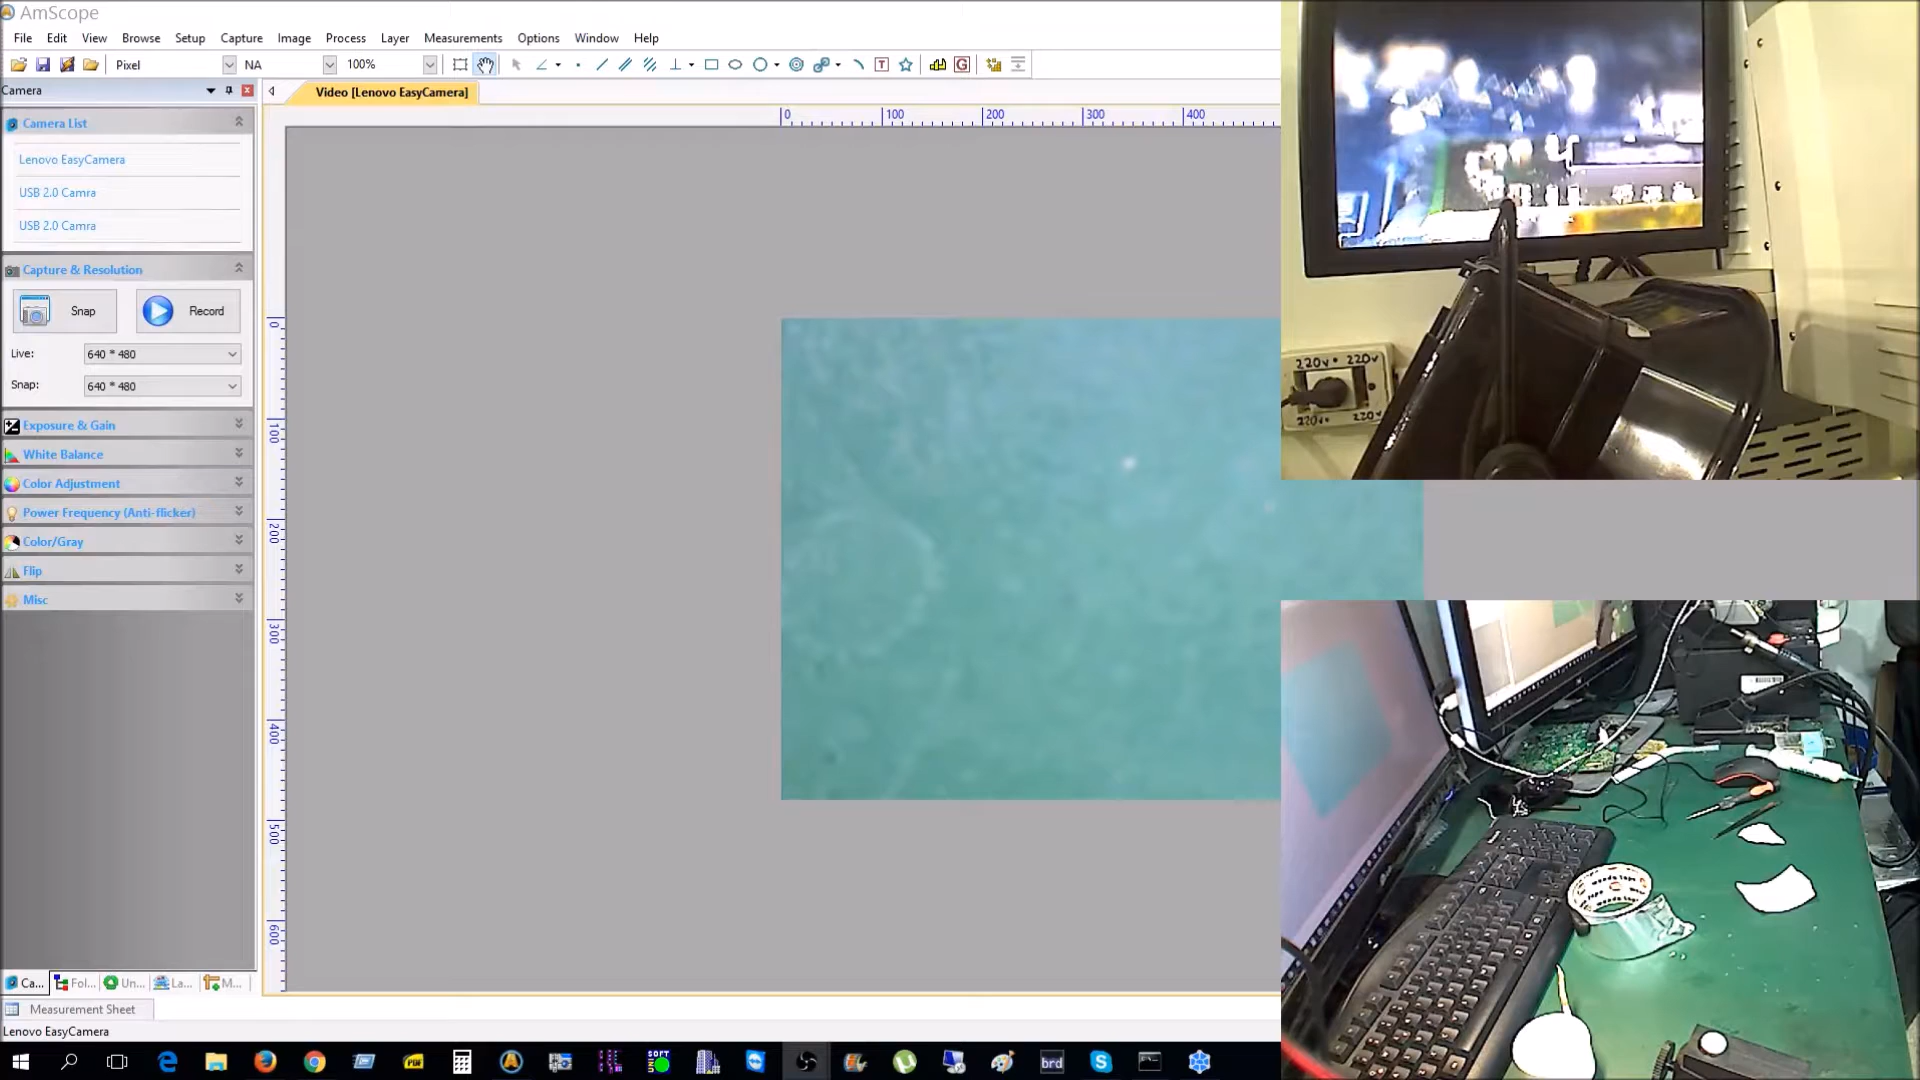 AmScope
File Edit View Browse Setup Capture Image Process Layer Measurements Options Window Help
Pixel NA 100%
Camera
Video [Lenovo EasyCamera]
0 100 200 300 400
Camera List
Lenovo EasyCamera
USB 2.0 Camra
USB 2.0 Camra
Capture & Resolution
Snap Record
Live: 640 * 480
Snap: 640 * 480
Exposure & Gain
White Balance
Color Adjustment
Power Frequency (Anti-flicker)
Color/Gray
Flip
Misc
0
100
200
300
400
500
600
220v 220v
220v 220v
Ca... Fol... Un... La... M...
Measurement Sheet
Lenovo EasyCamera
PDF
SOFT
brd